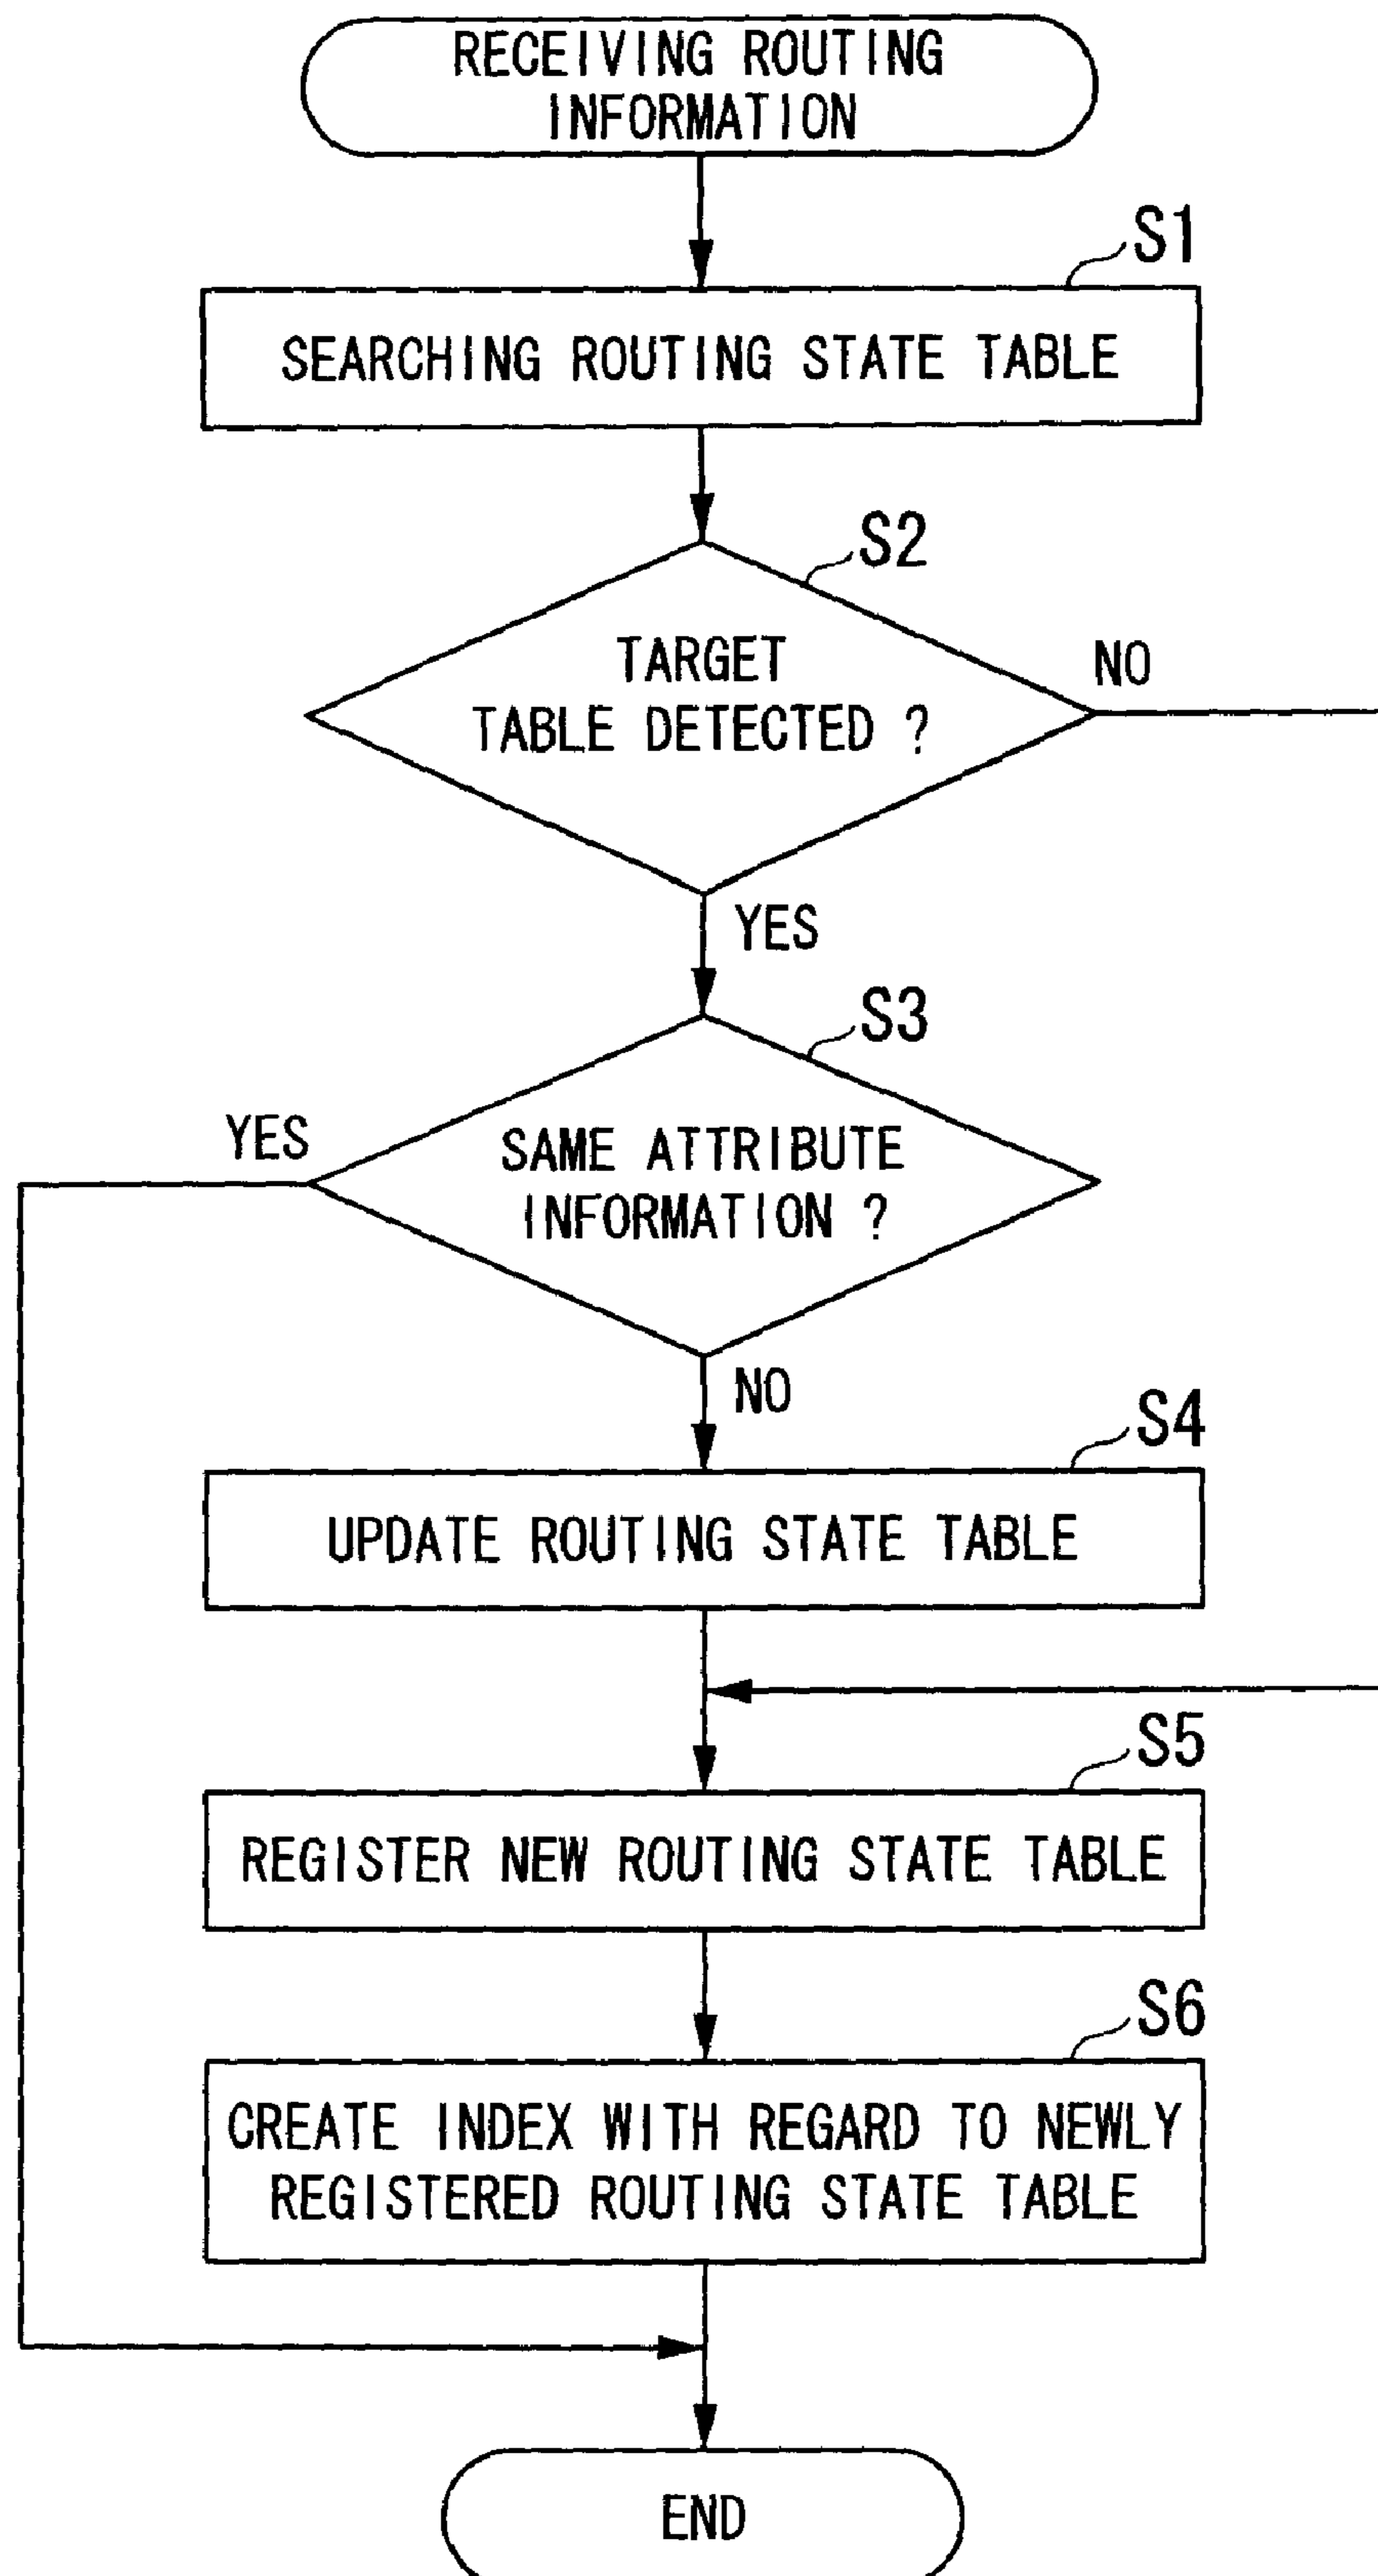 RECEIVING ROUTING
INFORMATION
S1
SEARCHING ROUTING STATE TABLE
S2
TARGET
TABLE DETECTED ?
NO
YES
S3
YES
SAME ATTRIBUTE
INFORMATION ?
NO
S4
UPDATE ROUTING STATE TABLE
S5
REGISTER NEW ROUTING STATE TABLE
S6
CREATE INDEX WITH REGARD TO NEWLY
REGISTERED ROUTING STATE TABLE
END